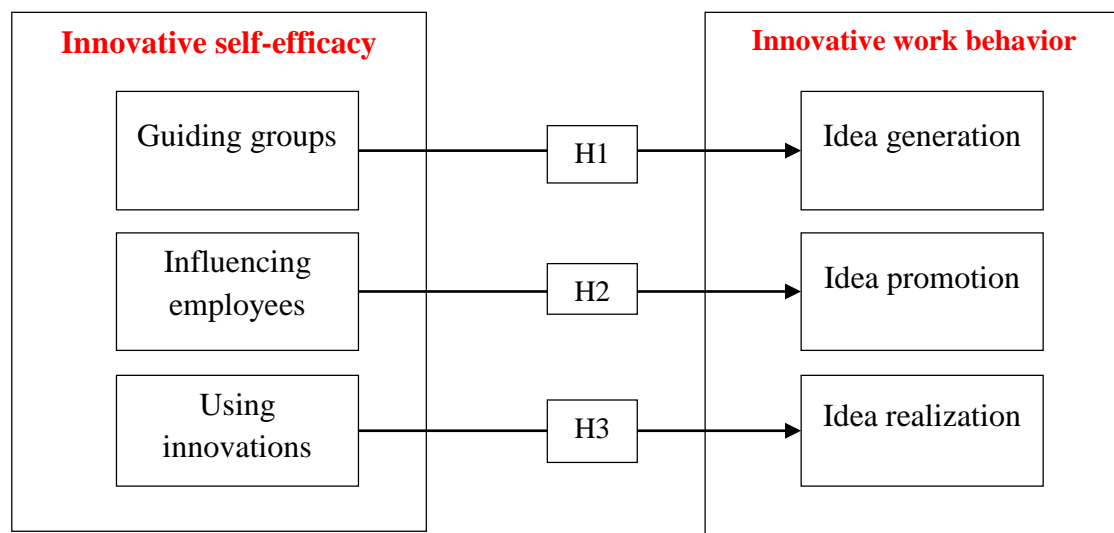 Innovative self-efficacy
Innovative work behavior
Guiding groups
H1
Idea generation
Influencing
employees
H2
Idea promotion
Using
innovations
H3
Idea realization